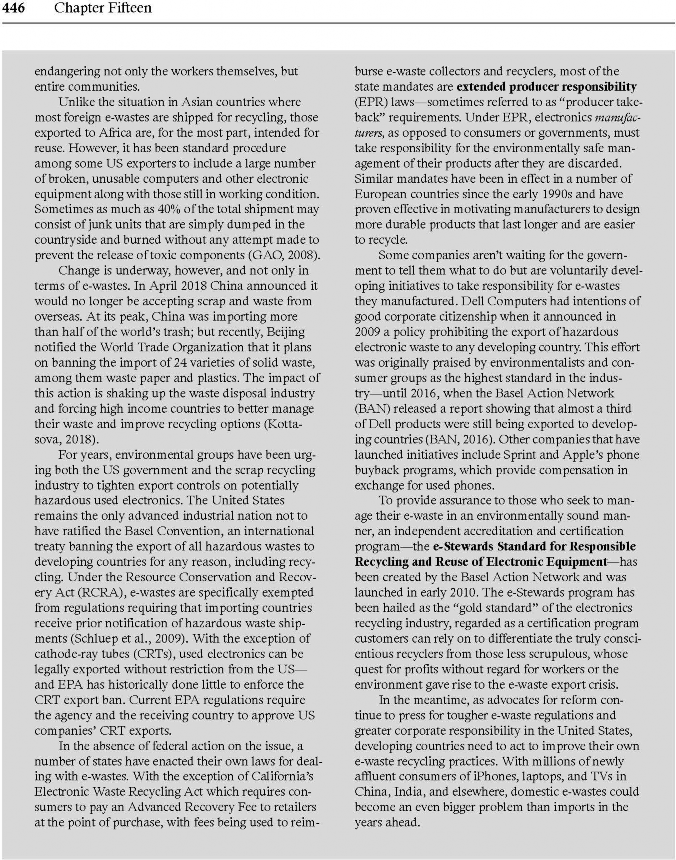 446 Chapter Fifteen
endangering not only the workers themselves, but
entire communities.
Unlike the situation in Asian countries where
most foreign e-wastes are shipped for recycling, those
exported to Africa are, for the most part, intended for
reuse. However, it has been standard procedure
among some US exporters to include a large number
of broken, unusable computers and other electronic
equipment along with those still in working condition.
Sometimes as much as 40% of the total shipment may
consist of junk units that are simply dumped in the
countryside and burned without any attempt made to
prevent the release of toxic components (GAO, 2008).
Change is underway, however, and not only in
terms of e-wastes. In April 2018 China announced it
would no longer be accepting scrap and waste from
overseas. At its peak, China was importing more
than half of the world's trash; but recently, Beijing
notified the World Trade Organization that it plans
on banning the import of 24 varieties of solid waste,
among them waste paper and plastics. The impact of
this action is shaking up the waste disposal industry
and forcing high income countries to better manage
their waste and improve recycling options (Kotta-
sova, 2018).
For years, environmental groups have been urg-
ing both the US government and the scrap recycling
industry to tighten export controls on potentially
hazardous used electronics. The United States
remains the only advanced industrial nation not to
have ratified the Basel Convention, an international
treaty banning the export of all hazardous wastes to
developing countries for any reason, including recy-
cling. Under the Resource Conservation and Recov-
ery Act (RCRA), e-wastes are specifically exempted
from regulations requiring that importing countries
receive prior notification of hazardous waste ship-
ments (Schluep et al., 2009). With the exception of
cathode-ray tubes (CRTs), used electronics can be
legally exported without restriction from the US—
and EPA has historically done little to enforce the
CRT export ban. Current EPA regulations require
the agency and the receiving country to approve US
companies' CRT exports.
In the absence of federal action on the issue, a
number of states have enacted their own laws for deal-
ing with e-wastes. With the exception of California's
Electronic Waste Recycling Act which requires con-
sumers to pay an Advanced Recovery Fee to retailers
at the point of purchase, with fees being used to reim-
burse e-waste collectors and recyclers, most of the
state mandates are extended producer responsibility
(EPR) laws—sometimes referred to as "producer take-
back" requirements. Under EPR, electronics manufac-
turers, as opposed to consumers or governments, must
take responsibility for the environmentally safe man-
agement of their products after they are discarded.
Similar mandates have been in effect in a number of
European countries since the early 1990s and have
proven effective in motivating manufacturers to design
more durable products that last longer and are easier
to recycle.
Some companies aren't waiting for the govern-
ment to tell them what to do but are voluntarily devel-
oping initiatives to take responsibility for e-wastes
they manufactured. Dell Computers had intentions of
good corporate citizenship when it announced in
2009 a policy prohibiting the export of hazardous
electronic waste to any developing country. This effort
was originally praised by environmentalists and con-
sumer groups as the highest standard in the indus-
try—until 2016, when the Basel Action Network
(BAN) released a report showing that almost a third
of Dell products were still being exported to develop-
ing countries (BAN, 2016). Other companies that have
launched initiatives include Sprint and Apple's phone
buyback programs, which provide compensation in
exchange for used phones.
To provide assurance to those who seek to man-
age their e-waste in an environmentally sound man-
ner, an independent accreditation and certification
program—the e-Stewards Standard for Responsible
Recycling and Reuse of Electronic Equipment—has
been created by the Basel Action Network and was
launched in early 2010. The e-Stewards program has
been hailed as the "gold standard" of the electronics
recycling industry, regarded as a certification program
customers can rely on to differentiate the truly consci-
entious recyclers from those less scrupulous, whose
quest for profits without regard for workers or the
environment gave rise to the e-waste export crisis.
In the meantime, as advocates for reform con-
tinue to press for tougher e-waste regulations and
greater corporate responsibility in the United States,
developing countries need to act to improve their own
e-waste recycling practices. With millions of newly
affluent consumers of iPhones, laptops, and TVs in
China, India, and elsewhere, domestic e-wastes could
become an even bigger problem than imports in the
years ahead.